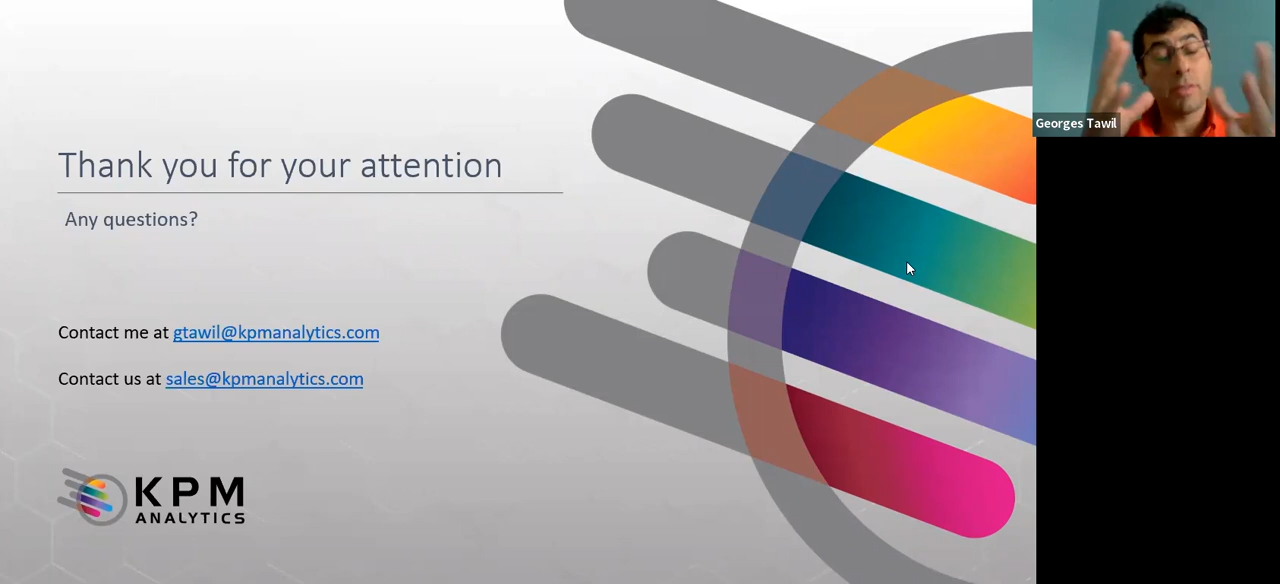 Thank you for your attention
Any questions?
Contact me at gtawil@kpmanalytics.com
Contact us at sales@kpmanalytics.com
KPM
ANALYTICS
Georges Tawil